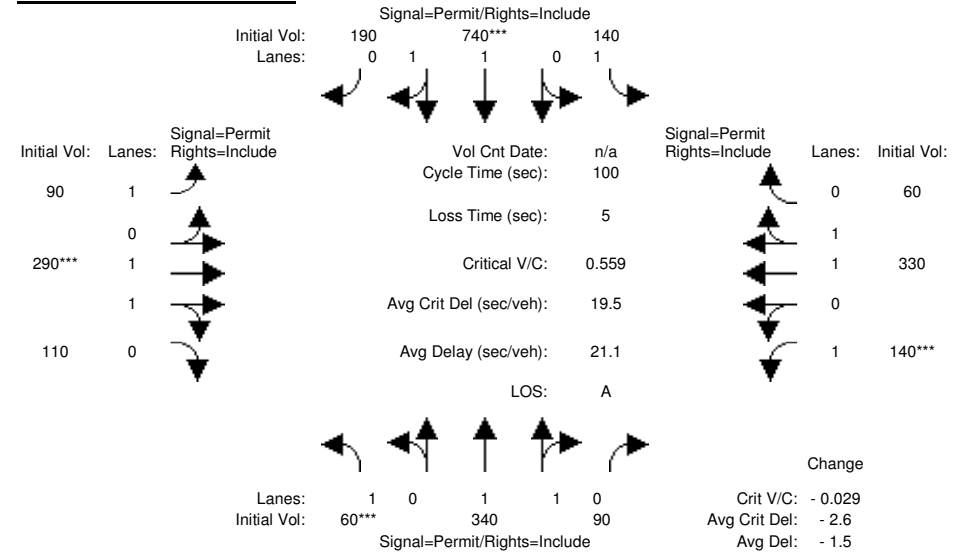 Signal=Permit/Rights=Include
Initial Vol: 190 740*** 140
Lanes: 0 1 1 0 1
Signal=Permit Signal=Permit
Initial Vol: Lanes: Rights=Include Vol Cnt Date: n/a Rights=Include Lanes: Initial Vol:
90 1 Cycle Time (sec): 100 0 60
Loss Time (sec): 5
0 1
290*** 1 Critical V/C: 0.559 1 330
1 Avg Crit Del (sec/veh): 19.5 0
110 0 Avg Delay (sec/veh): 21.1 1 140***
LOS: A
Change
Lanes: 1 0 1 1 0 Crit V/C: - 0.029
Initial Vol: 60*** 340 90 Avg Crit Del: - 2.6
Signal=Permit/Rights=Include Avg Del: - 1.5